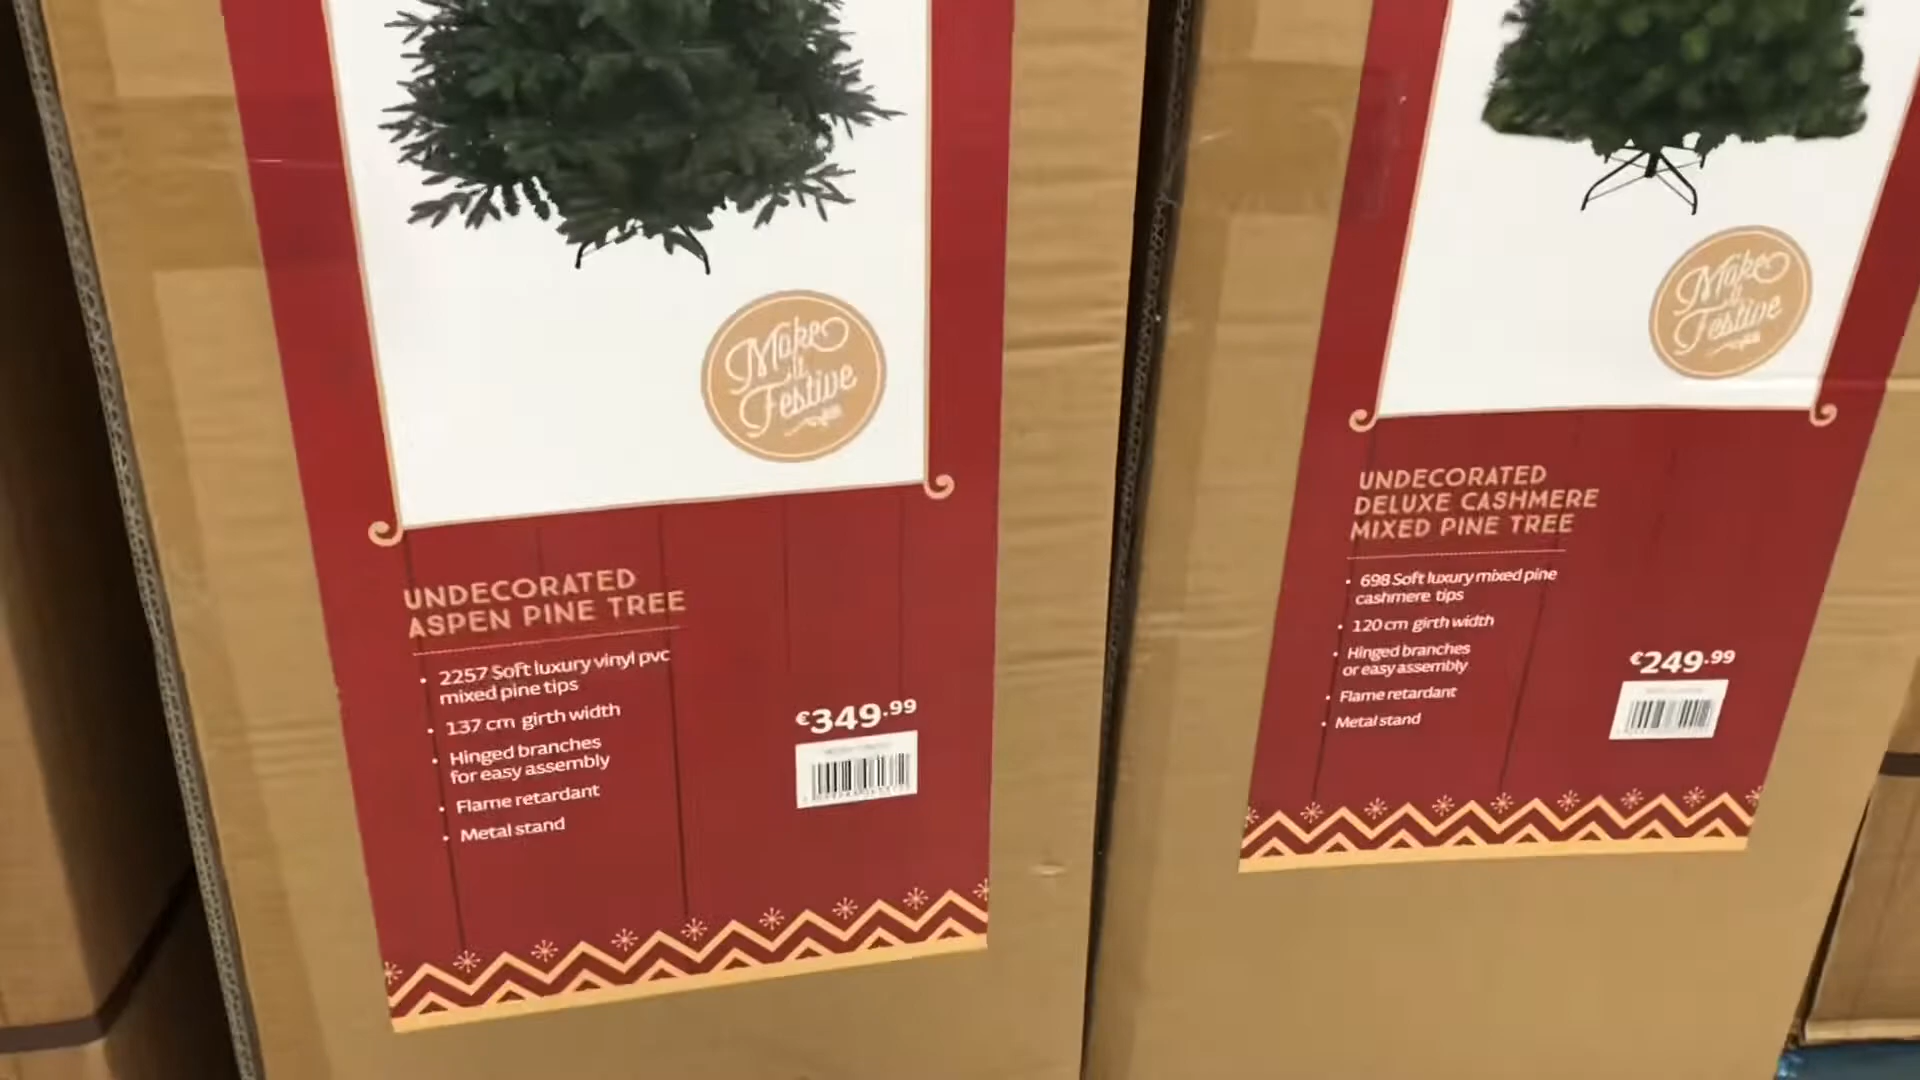 Make
it
Festive
UNDECORATED
ASPEN PINE TREE
• 2257 Soft luxury vinyl pvc
mixed pine tips
• 137 cm girth width
• Hinged branches
for easy assembly
• Flame retardant
• Metal stand
€349.99
Make
it
Festive
UNDECORATED
DELUXE CASHMERE
MIXED PINE TREE
• 698 Soft luxury mixed pine
cashmere tips
• 120 cm girth width
• Hinged branches
or easy assembly
• Flame retardant
• Metal stand
€249.99